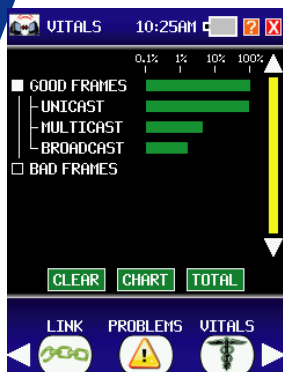 VITALS 10:25AM ? X
0.1% 1% 10% 100%
GOOD FRAMES
UNICAST
MULTICAST
BROADCAST
BAD FRAMES
CLEAR CHART TOTAL
LINK PROBLEMS VITALS
!